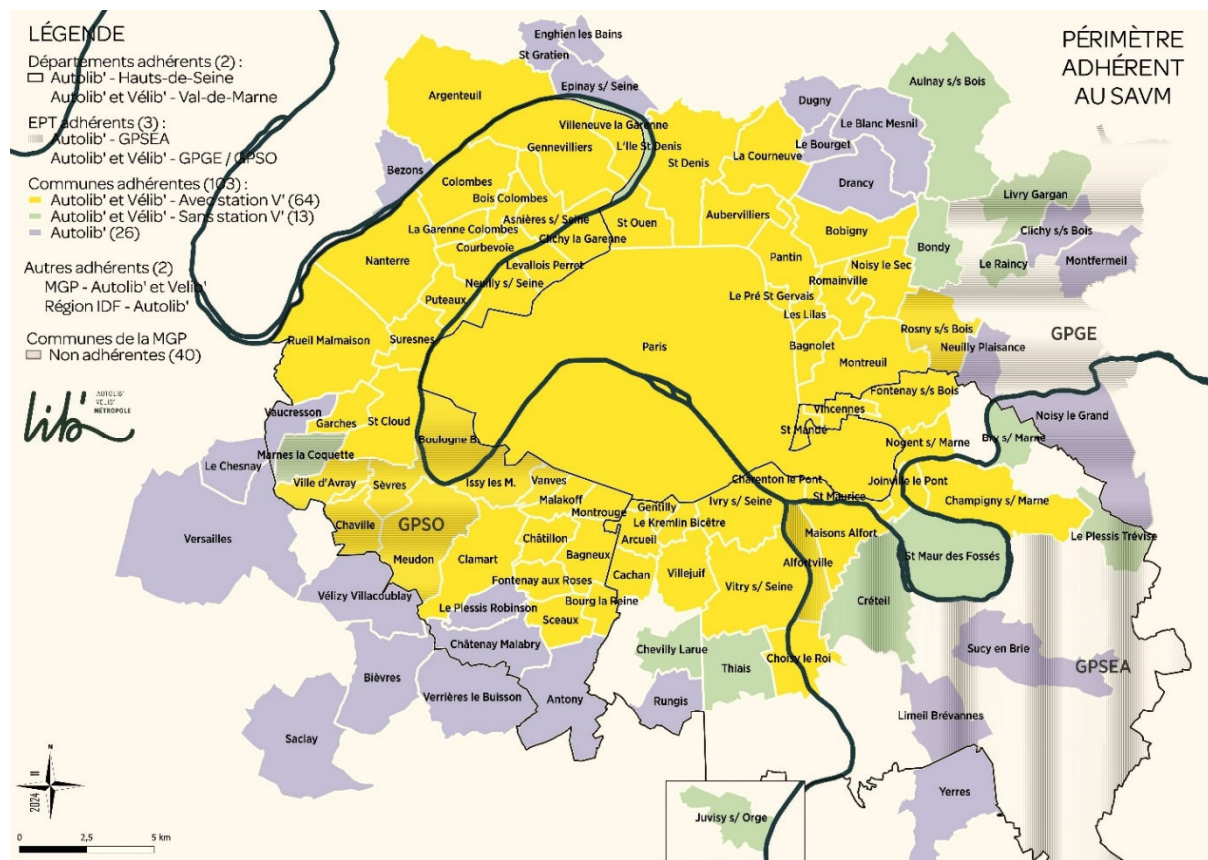 LÉGENDE
Départements adhérents (2) :
Autolib' - Hauts-de-Seine
Autolib' et Vélib' - Val-de-Marne
EPT adhérents (3) :
Autolib' - GPSEA
Autolib' et Vélib' - GPGE / GPSO
Communes adhérentes (103) :
Autolib' et Vélib' - Avec station V' (64)
Autolib' et Vélib' - Sans station V' (13)
Autolib' (26)
Autres adhérents (2)
MGP - Autolib' et Velib'
Région IDF - Autolib'
Communes de la MGP
Non adhérentes (40)
lib'
AUTOLIB'
VELIB'
MÉTROPOLE
PÉRIMÈTRE
ADHÉRENT
AU SAVM
Enghien les Bains
St Gratien
Epinay s/ Seine
Argenteuil
Aulnay s/s Bois
Dugny
Le Blanc Mesnil
Villeneuve la Garenne
Gennevilliers
L'Ile St Denis
St Denis
La Courneuve
Le Bourget
Bezons
Drancy
Colombes
Livry Gargan
Bois Colombes
Asnières s/ Seine
St Ouen
Aubervilliers
Bobigny
La Garenne Colombes
Clichy la Garenne
Clichy s/s Bois
Courbevoie
Bondy
Nanterre
Levallois Perret
Pantin
Noisy le Sec
Le Raincy
Montfermeil
Neuilly s/ Seine
Romainville
Puteaux
Le Pré St Gervais
Les Lilas
Rosny s/s Bois
GPGE
Rueil Malmaison
Suresnes
Paris
Bagnolet
Neuilly Plaisance
Montreuil
Fontenay s/s Bois
Vaucresson
Vincennes
Noisy le Grand
Garches
St Cloud
St Mandé
Boulogne B.
Nogent s/ Marne
Bry s/ Marne
Marnes la Coquette
Le Chesnay
Ville d'Avray
Sèvres
Issy les M.
Vanves
Charenton le Pont
Joinville le Pont
Malakoff
Ivry s/ Seine
St Maurice
Champigny s/ Marne
Montrouge
Gentilly
Chaville
GPSO
Le Kremlin Bicêtre
Versailles
Châtillon
Arcueil
Maisons Alfort
Le Plessis Trévise
Meudon
Clamart
Bagneux
St Maur des Fossés
Alfortville
Fontenay aux Roses
Cachan
Villejuif
Vitry s/ Seine
Vélizy Villacoublay
Bourg la Reine
Créteil
Le Plessis Robinson
Sceaux
Châtenay Malabry
Chevilly Larue
Choisy le Roi
Sucy en Brie
Thiais
GPSEA
Bièvres
Verrières le Buisson
Antony
Rungis
Limeil Brévannes
Saclay
Yerres
Juvisy s/ Orge
N
2024 11
0 2,5 5 km